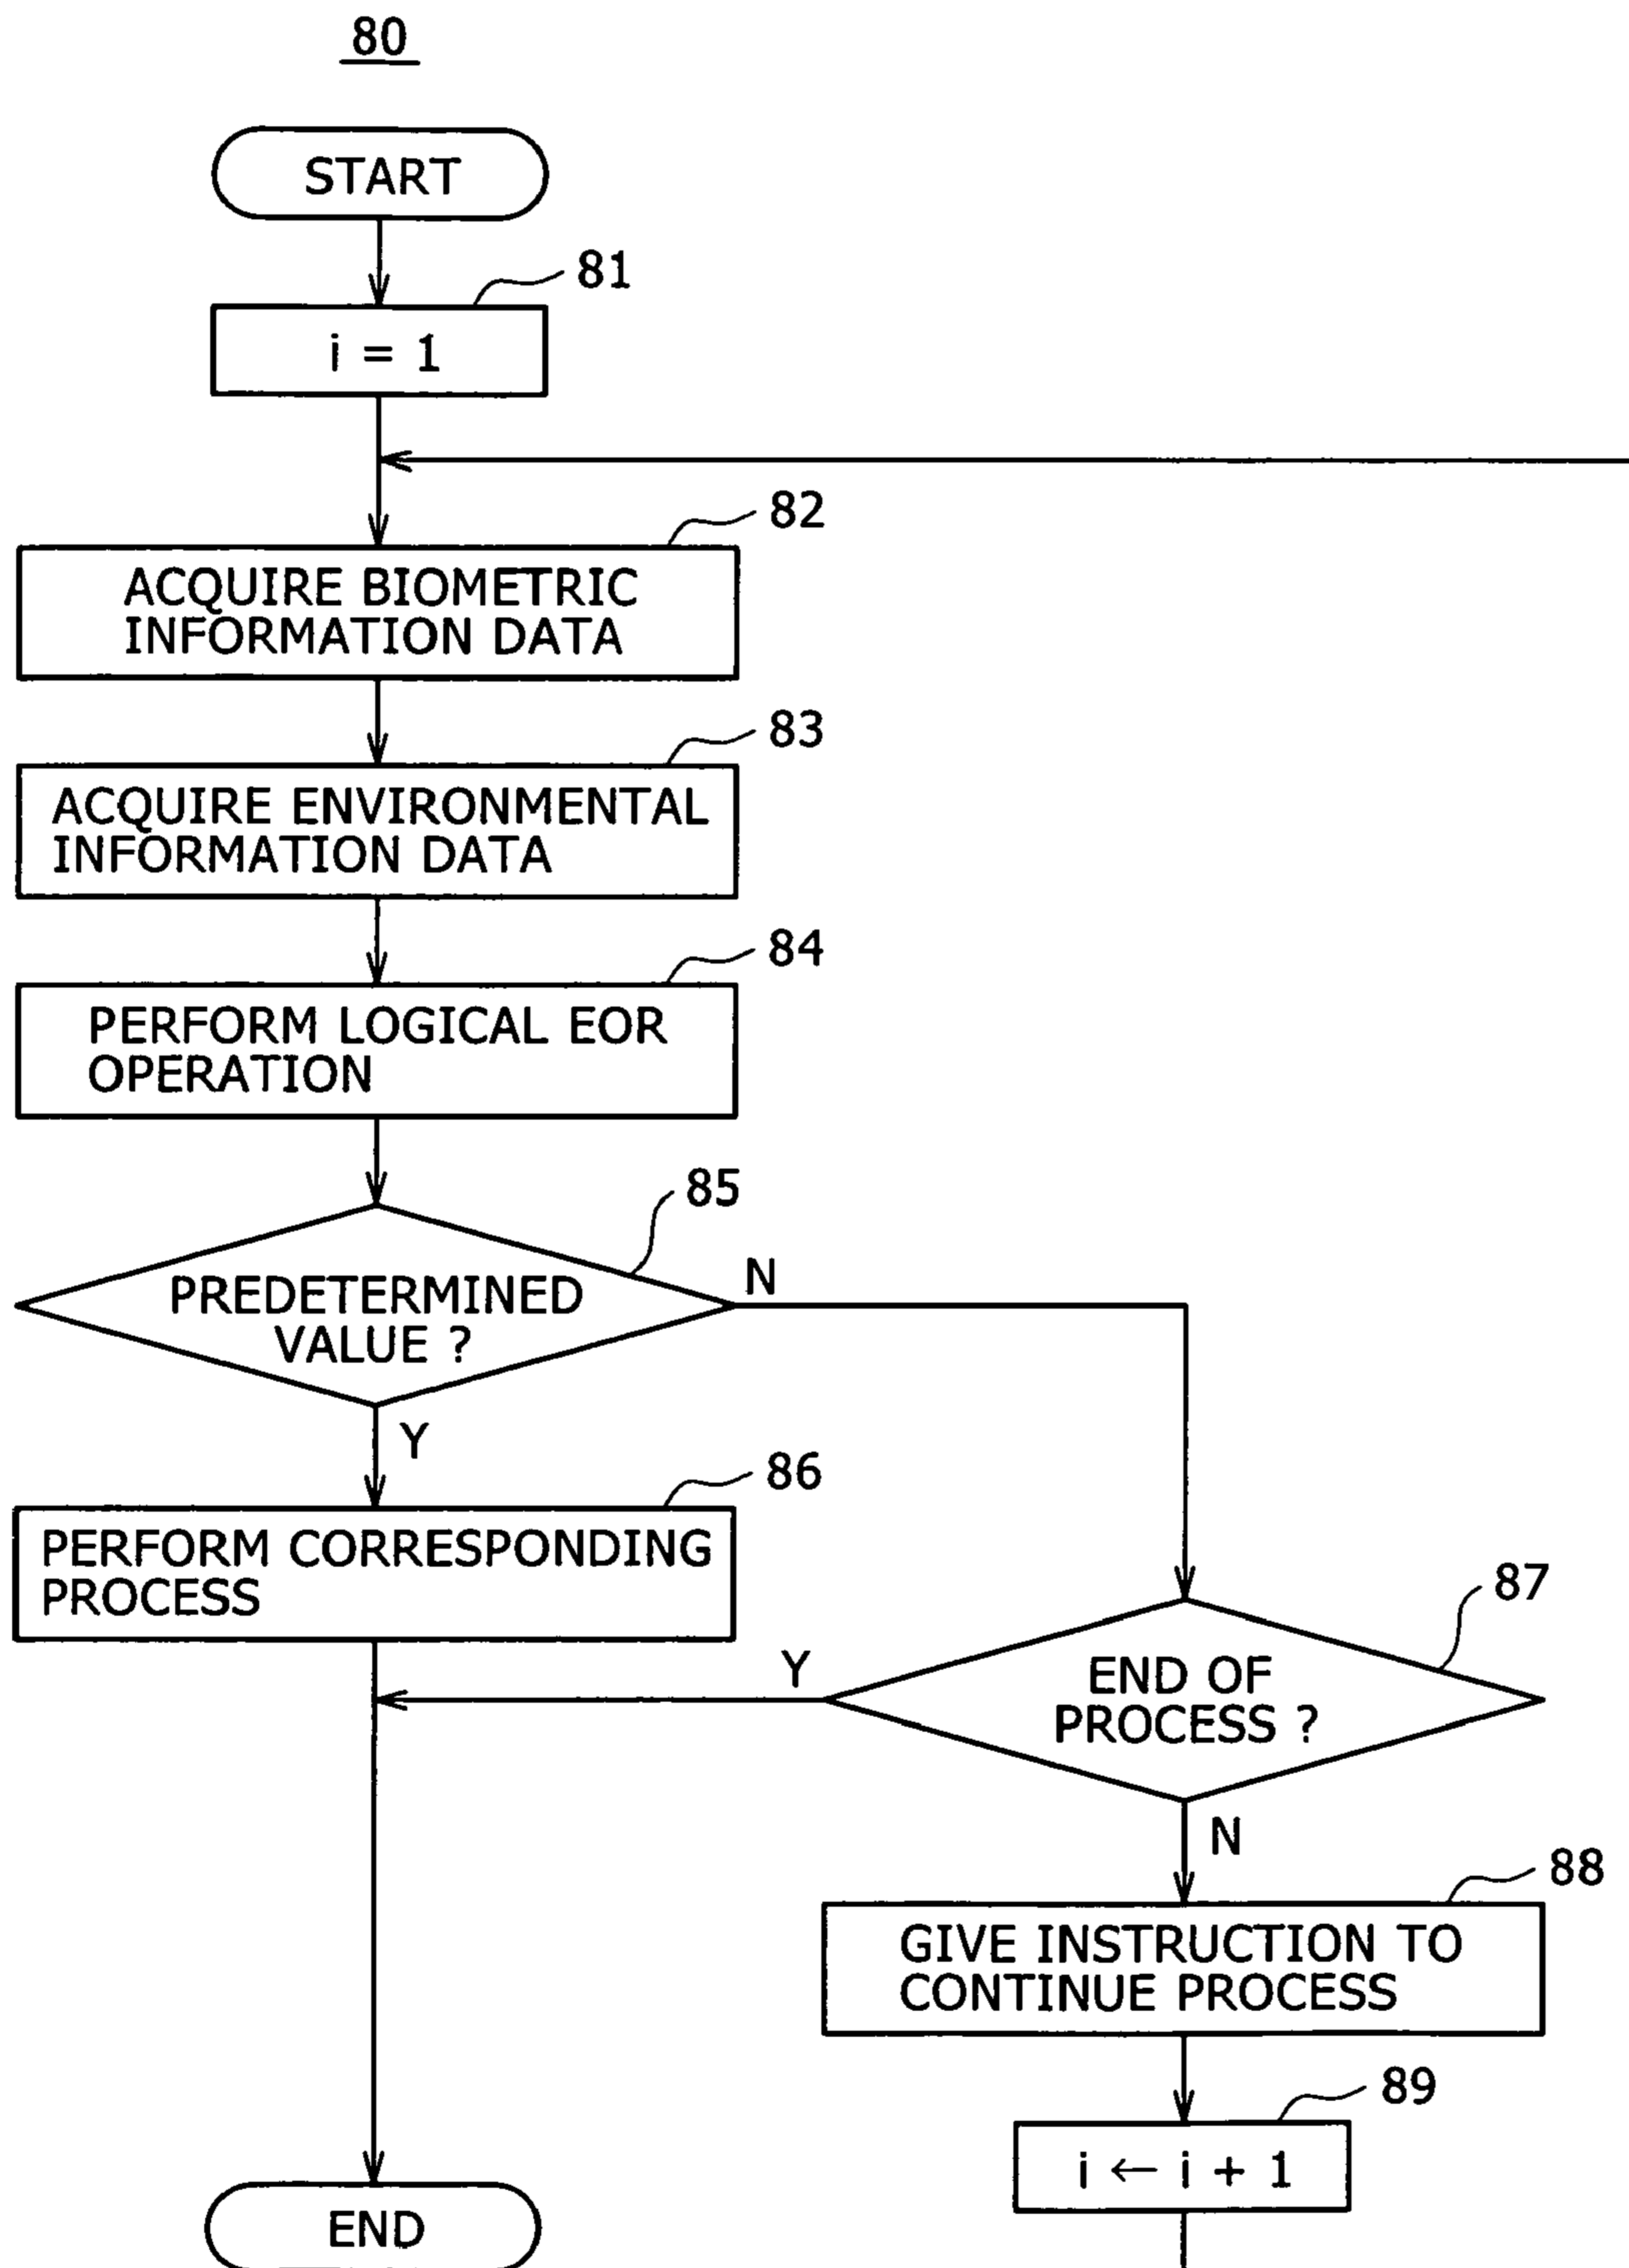 80
START
81
i = 1
82
ACQUIRE BIOMETRIC
INFORMATION DATA
83
ACQUIRE ENVIRONMENTAL
INFORMATION DATA
84
PERFORM LOGICAL EOR
OPERATION
85
PREDETERMINED
VALUE ?
N
Y
86
PERFORM CORRESPONDING
PROCESS
87
END OF
PROCESS ?
Y
N
88
GIVE INSTRUCTION TO
CONTINUE PROCESS
89
i ← i + 1
END